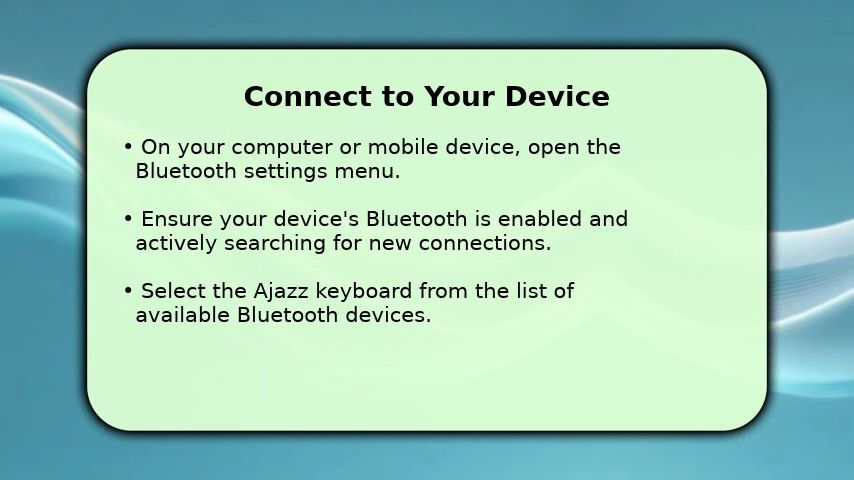 Connect to Your Device
• On your computer or mobile device, open the
Bluetooth settings menu.
• Ensure your device's Bluetooth is enabled and
actively searching for new connections.
• Select the Ajazz keyboard from the list of
available Bluetooth devices.